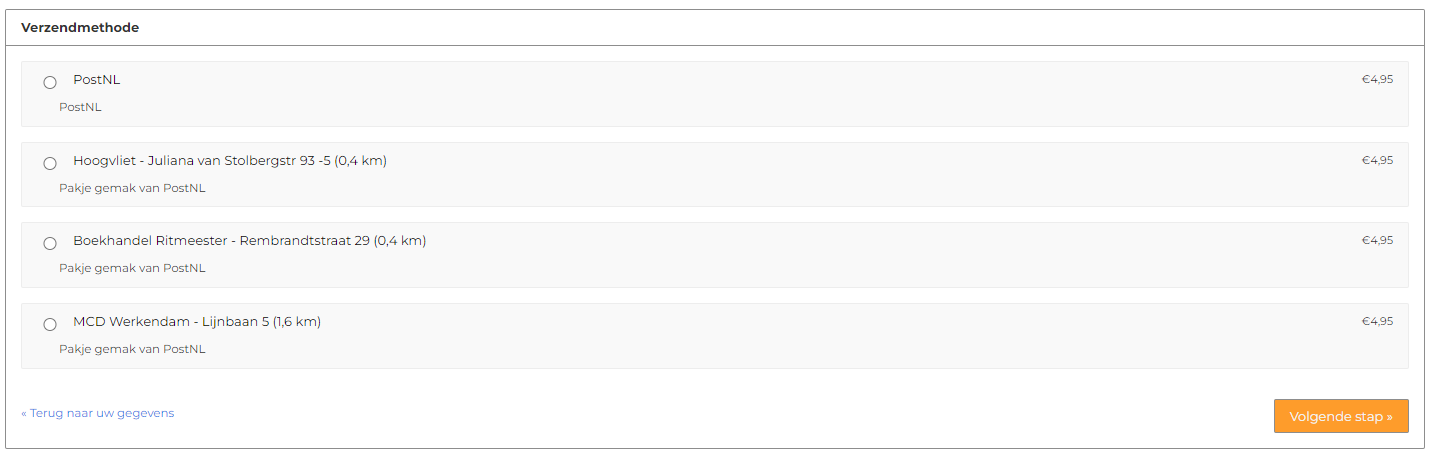 Verzendmethode
PostNL €4,95
PostNL
Hoogvliet - Juliana van Stolbergstr 93 -5 (0,4 km) €4,95
Pakje gemak van PostNL
Boekhandel Ritmeester - Rembrandtstraat 29 (0,4 km) €4,95
Pakje gemak van PostNL
MCD Werkendam - Lijnbaan 5 (1,6 km) €4,95
Pakje gemak van PostNL
« Terug naar uw gegevens Volgende stap »